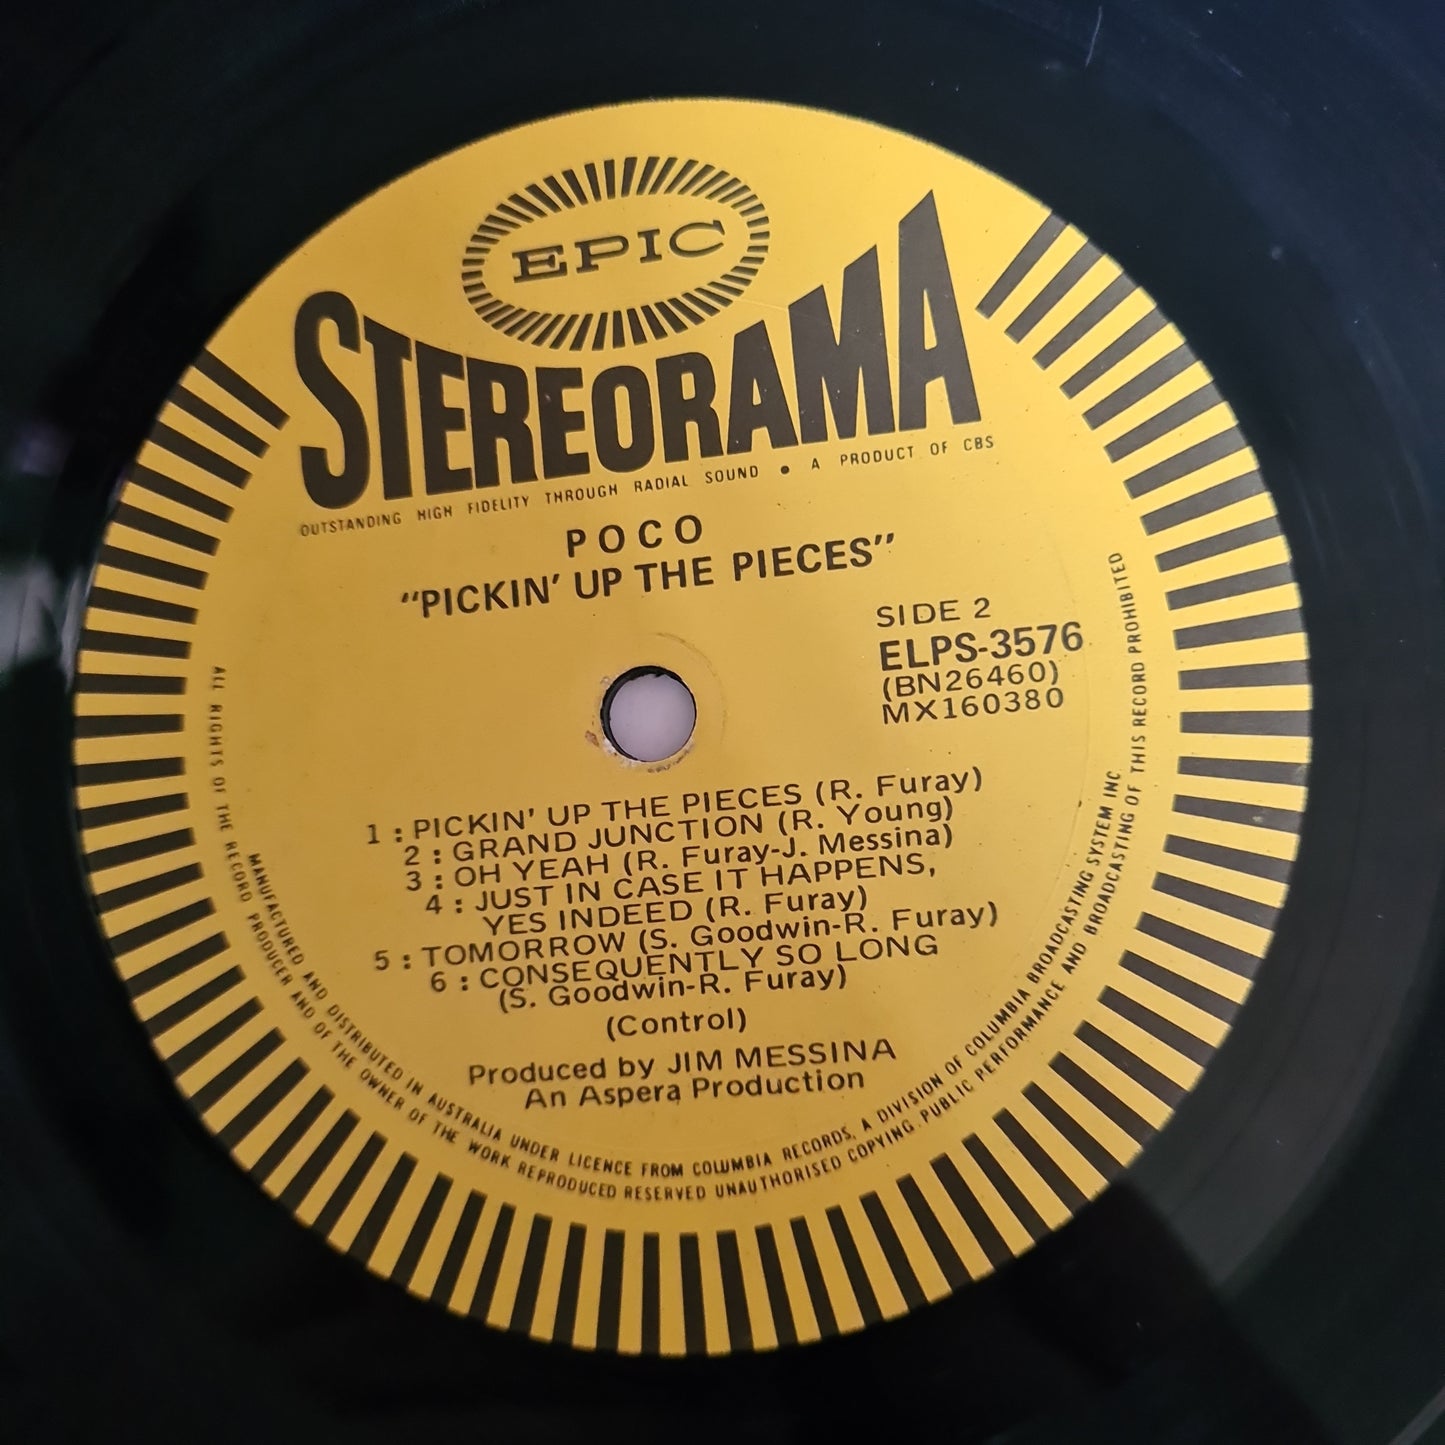 EPIC
STEREORAMA
OUTSTANDING HIGH FIDELITY THROUGH RADIAL SOUND • A PRODUCT OF CBS
POCO
"PICKIN' UP THE PIECES"
SIDE 2
ELPS-3576
(BN26460)
MX160380
1 : PICKIN' UP THE PIECES (R. Furay)
2 : GRAND JUNCTION (R. Young)
3 : OH YEAH (R. Furay-J. Messina)
4 : JUST IN CASE IT HAPPENS,
YES INDEED (R. Furay)
5 : TOMORROW (S. Goodwin-R. Furay)
6 : CONSEQUENTLY SO LONG
(S. Goodwin-R. Furay)
(Control)
Produced by JIM MESSINA
An Aspera Production
MANUFACTURED AND DISTRIBUTED IN AUSTRALIA UNDER LICENCE FROM COLUMBIA RECORDS, A DIVISION OF COLUMBIA BROADCASTING SYSTEM INC
ALL RIGHTS OF THE RECORD PRODUCER AND OF THE OWNER OF THE WORK REPRODUCED RESERVED UNAUTHORISED COPYING PUBLIC PERFORMANCE AND BROADCASTING OF THIS RECORD PROHIBITED